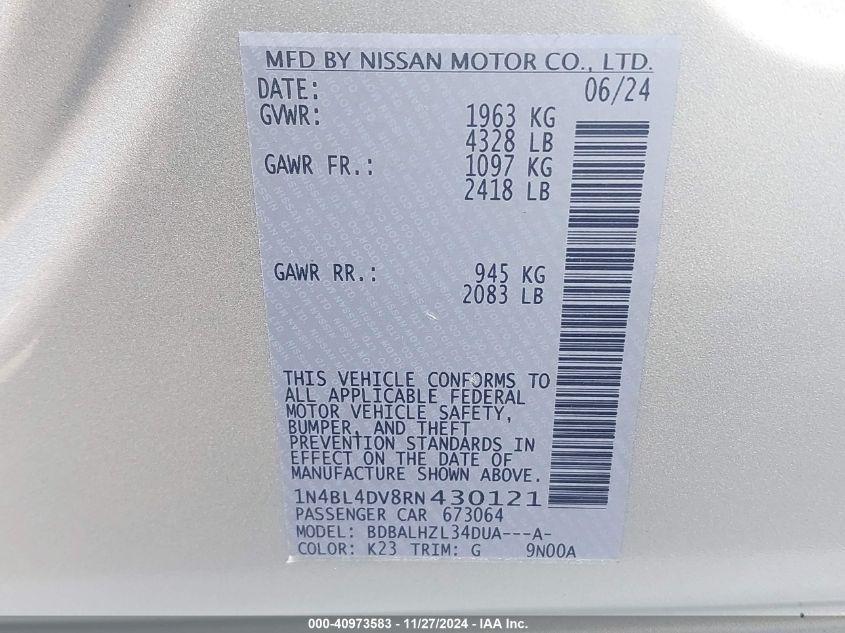 MFD BY NISSAN MOTOR CO., LTD.
DATE: 06/24
GVWR: 1963 KG
4328 LB
GAWR FR.: 1097 KG
2418 LB
GAWR RR.: 945 KG
2083 LB
THIS VEHICLE CONFORMS TO
ALL APPLICABLE FEDERAL
MOTOR VEHICLE SAFETY,
BUMPER, AND THEFT
PREVENTION STANDARDS IN
EFFECT ON THE DATE OF
MANUFACTURE SHOWN ABOVE.
1N4BL4DV8RN430121
PASSENGER CAR 673064
MODEL: BDBALHZL34DUA---A-
COLOR: K23 TRIM: G 9N00A
000-40973583 - 11/27/2024 - IAA Inc.